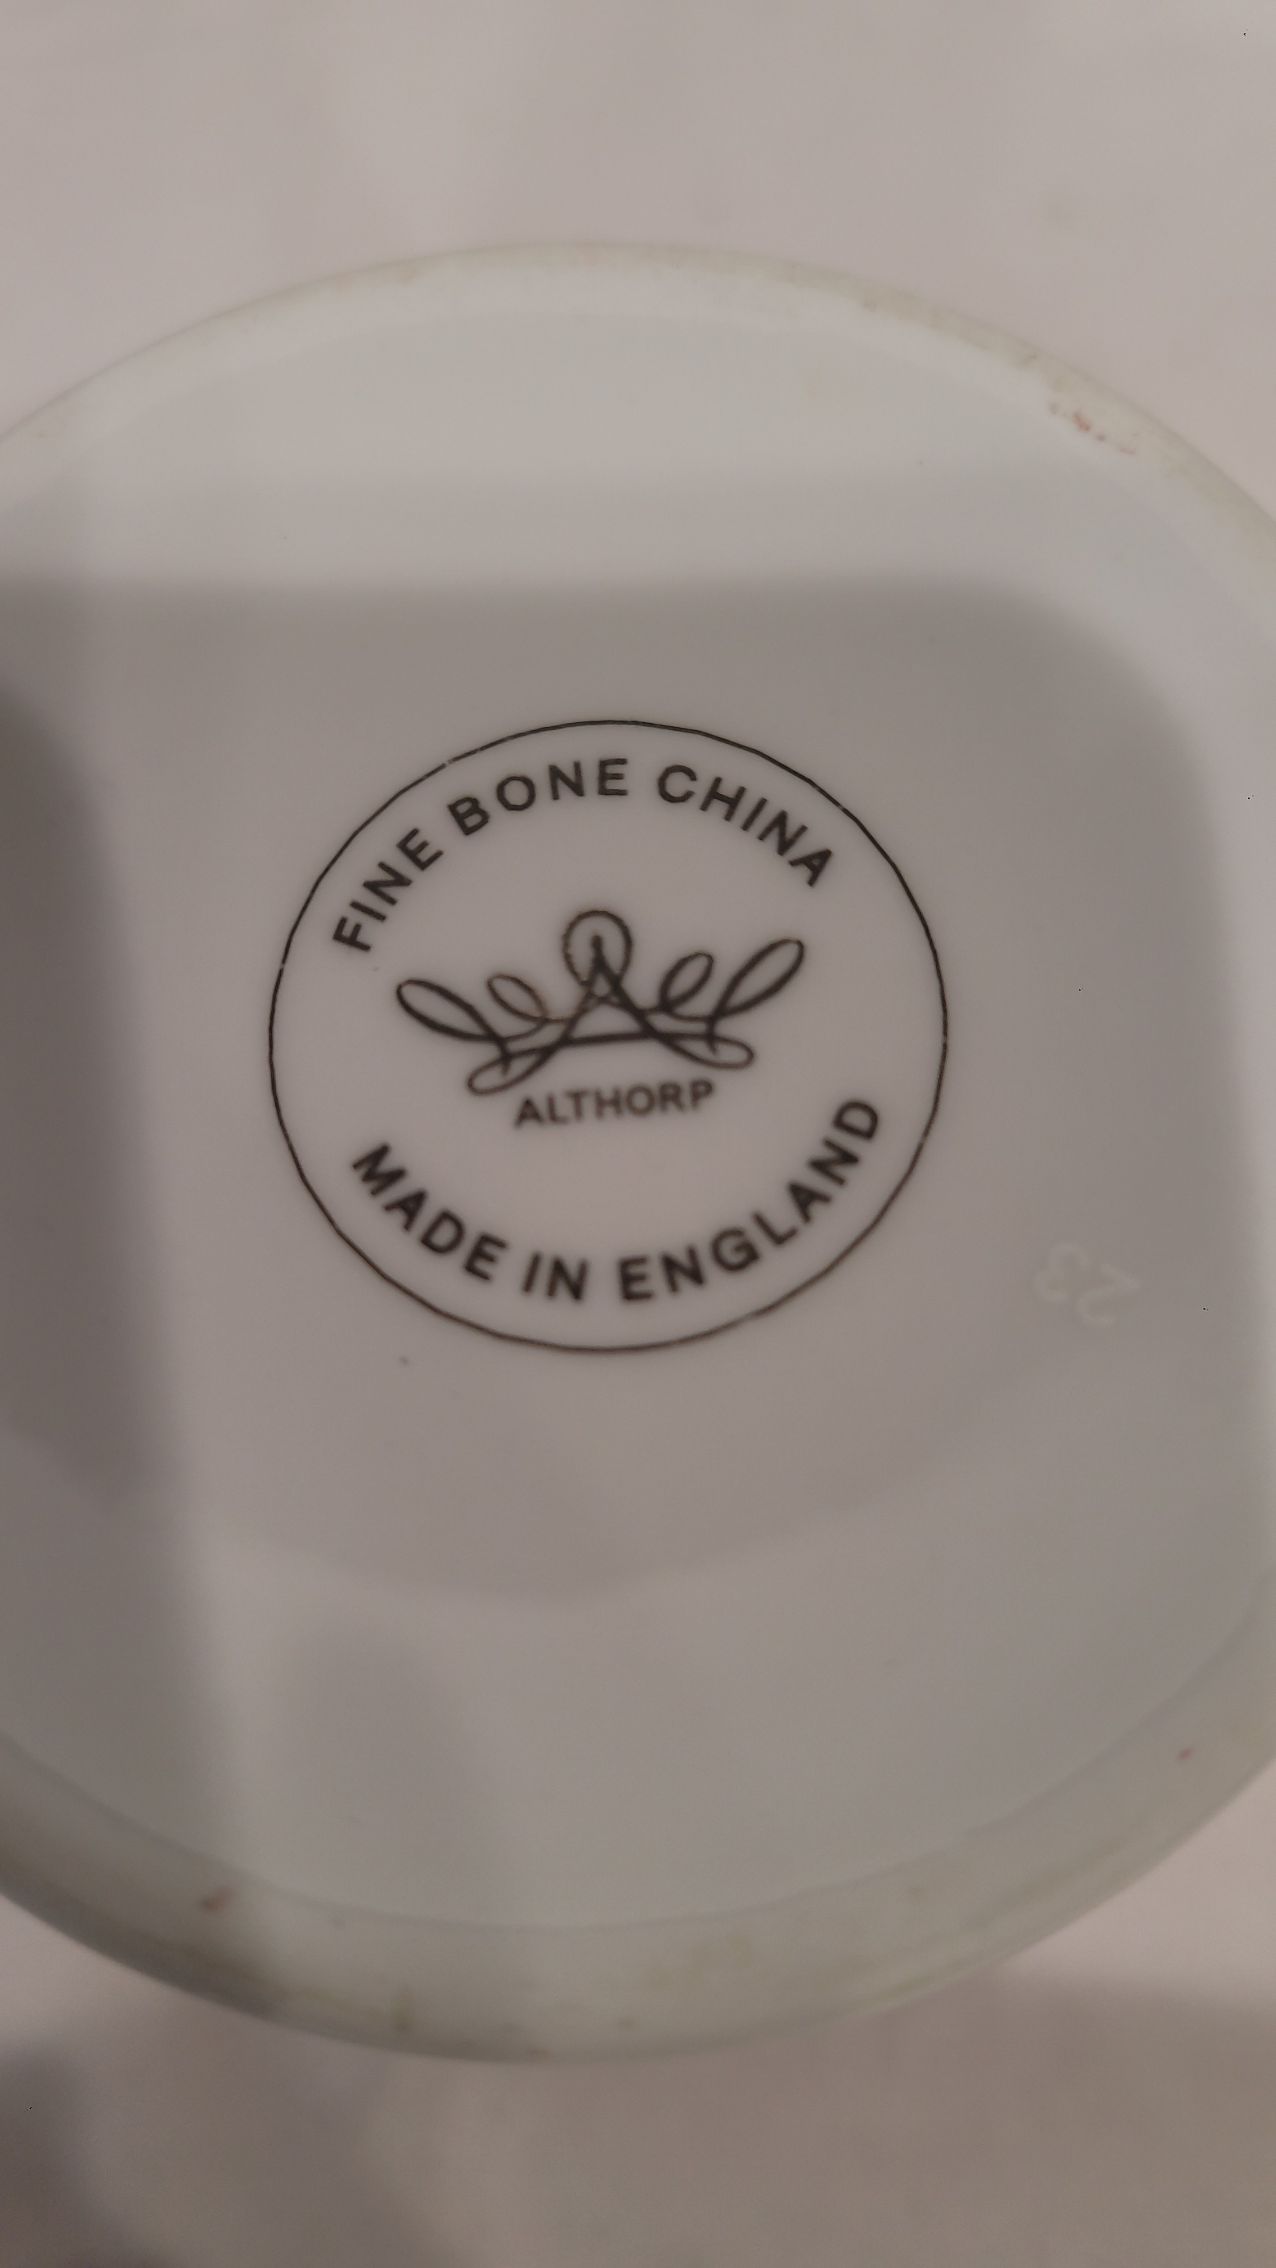 FINE BONE CHINA
ALTHORP
MADE IN ENGLAND
23